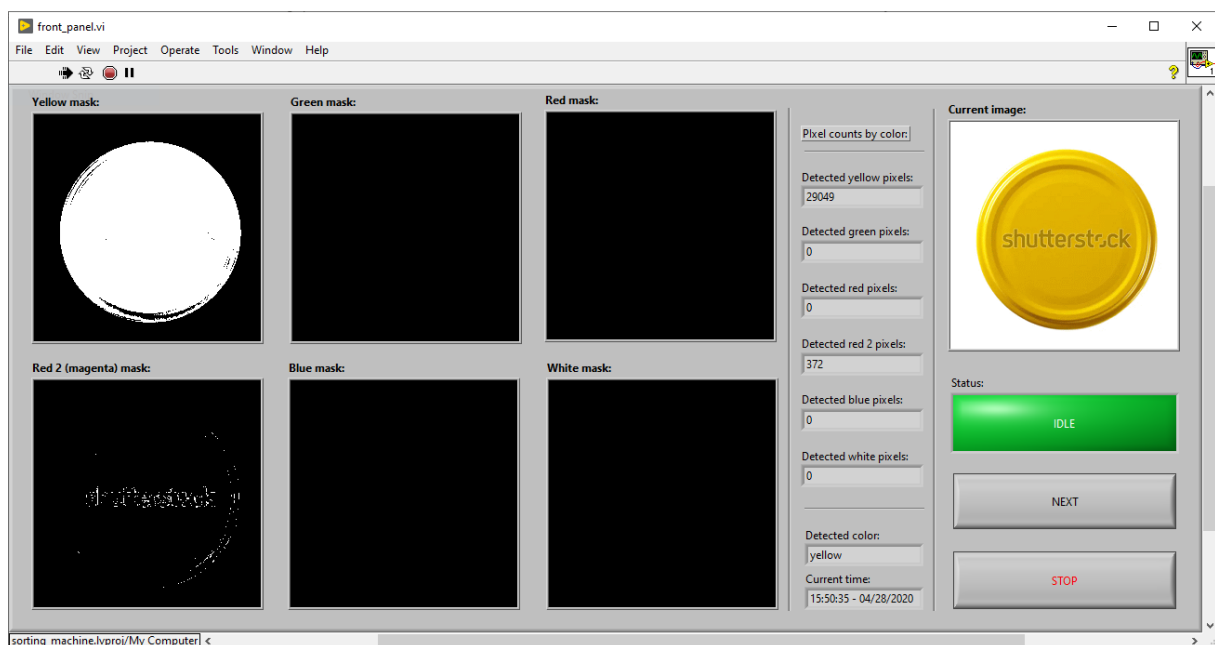 front_panel.vi
File Edit View Project Operate Tools Window Help
1
Yellow mask:
Green mask:
Red mask:
Red 2 (magenta) mask:
shutterstock
Blue mask:
White mask:
PIxel counts by color:
Detected yellow pixels:
29049
Detected green pixels:
0
Detected red pixels:
0
Detected red 2 pixels:
372
Detected blue pixels:
0
Detected white pixels:
0
Detected color:
yellow
Current time:
15:50:35 - 04/28/2020
Current image:
shutterstock
Status:
IDLE
NEXT
STOP
sorting_machine.lvproj/My Computer